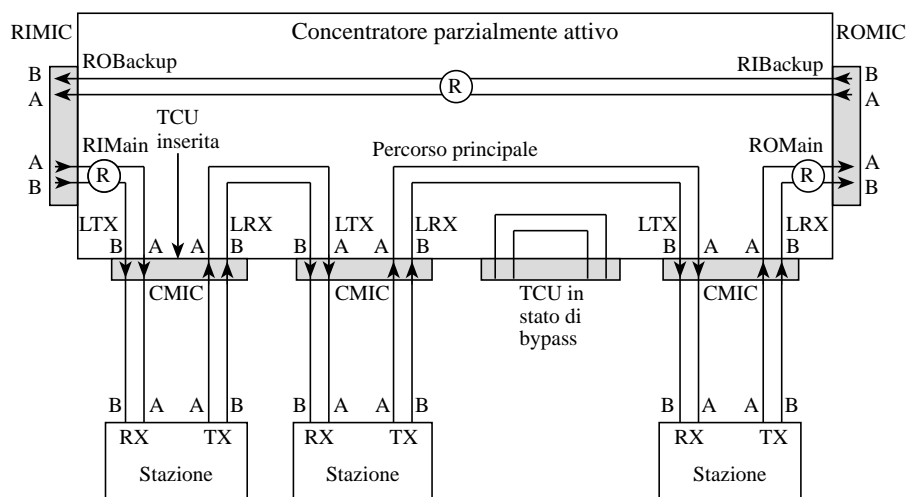 RIMIC
Concentratore parzialmente attivo
ROMIC
B
ROBackup
RIBackup
B
A
R
A
TCU
inserita
RIMain
Percorso principale
ROMain
A
R
R
A
B
B
LTX
LRX
LTX
LRX
LTX
LRX
B A A B
B A A B
B A A B
CMIC
CMIC
TCU in
stato di
bypass
CMIC
B A A B
B A A B
B A A B
RX TX
RX TX
RX TX
Stazione
Stazione
Stazione